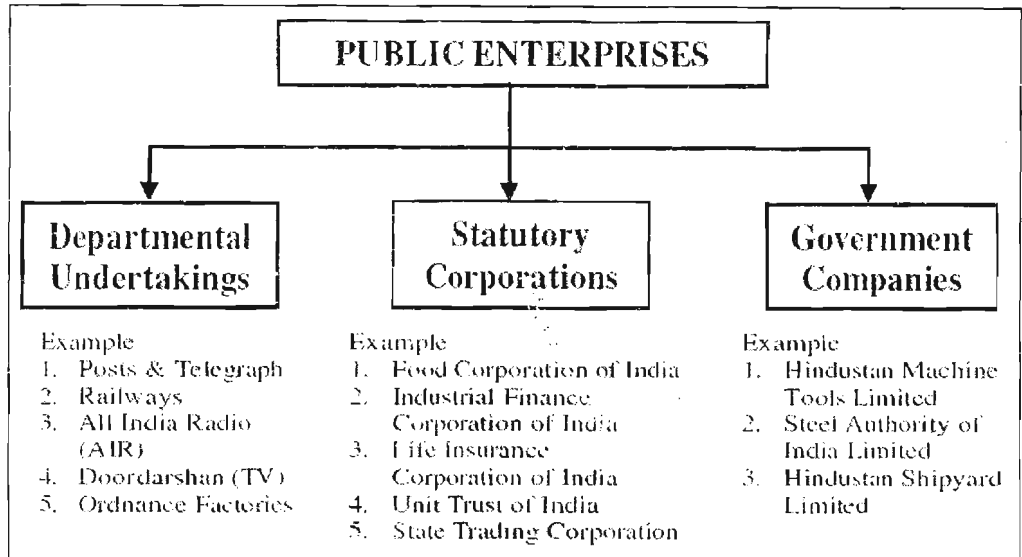 PUBLIC ENTERPRISES
Departmental
Undertakings
Statutory
Corporations
Government
Companies
Example
1. Posts & Telegraph
2. Railways
3. All India Radio
(AIR)
4. Doordarshan (TV)
5. Ordnance Factories
Example
1. Food Corporation of India
2. Industrial Finance
Corporation of India
3. Life Insurance
Corporation of India
4. Unit Trust of India
5. State Trading Corporation
Example
1. Hindustan Machine
Tools Limited
2. Steel Authority of
India Limited
3. Hindustan Shipyard
Limited